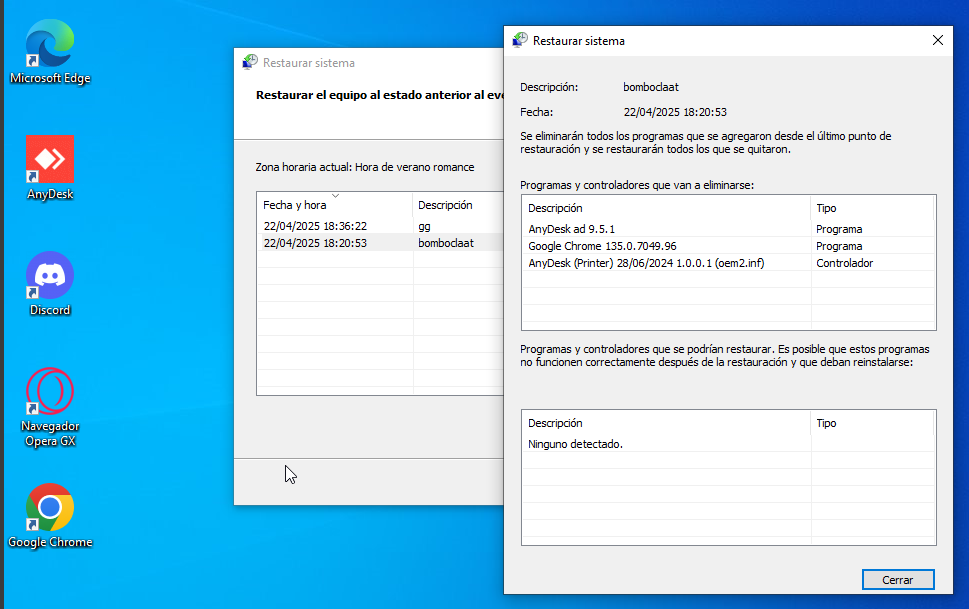 Microsoft Edge
AnyDesk
Discord
Navegador
Opera GX
Google Chrome
Restaurar sistema
Restaurar el equipo al estado anterior al eve
Zona horaria actual: Hora de verano romance
Fecha y hora Descripción
22/04/2025 18:36:22 gg
22/04/2025 18:20:53 bomboclaat
Restaurar sistema
Descripción: bomboclaat
Fecha: 22/04/2025 18:20:53
Se eliminarán todos los programas que se agregaron desde el último punto de
restauración y se restaurarán todos los que se quitaron.
Programas y controladores que van a eliminarse:
Descripción Tipo
AnyDesk ad 9.5.1 Programa
Google Chrome 135.0.7049.96 Programa
AnyDesk (Printer) 28/06/2024 1.0.0.1 (oem2.inf) Controlador
Programas y controladores que se podrían restaurar. Es posible que estos programas
no funcionen correctamente después de la restauración y que deban reinstalarse:
Descripción Tipo
Ninguno detectado.
Cerrar